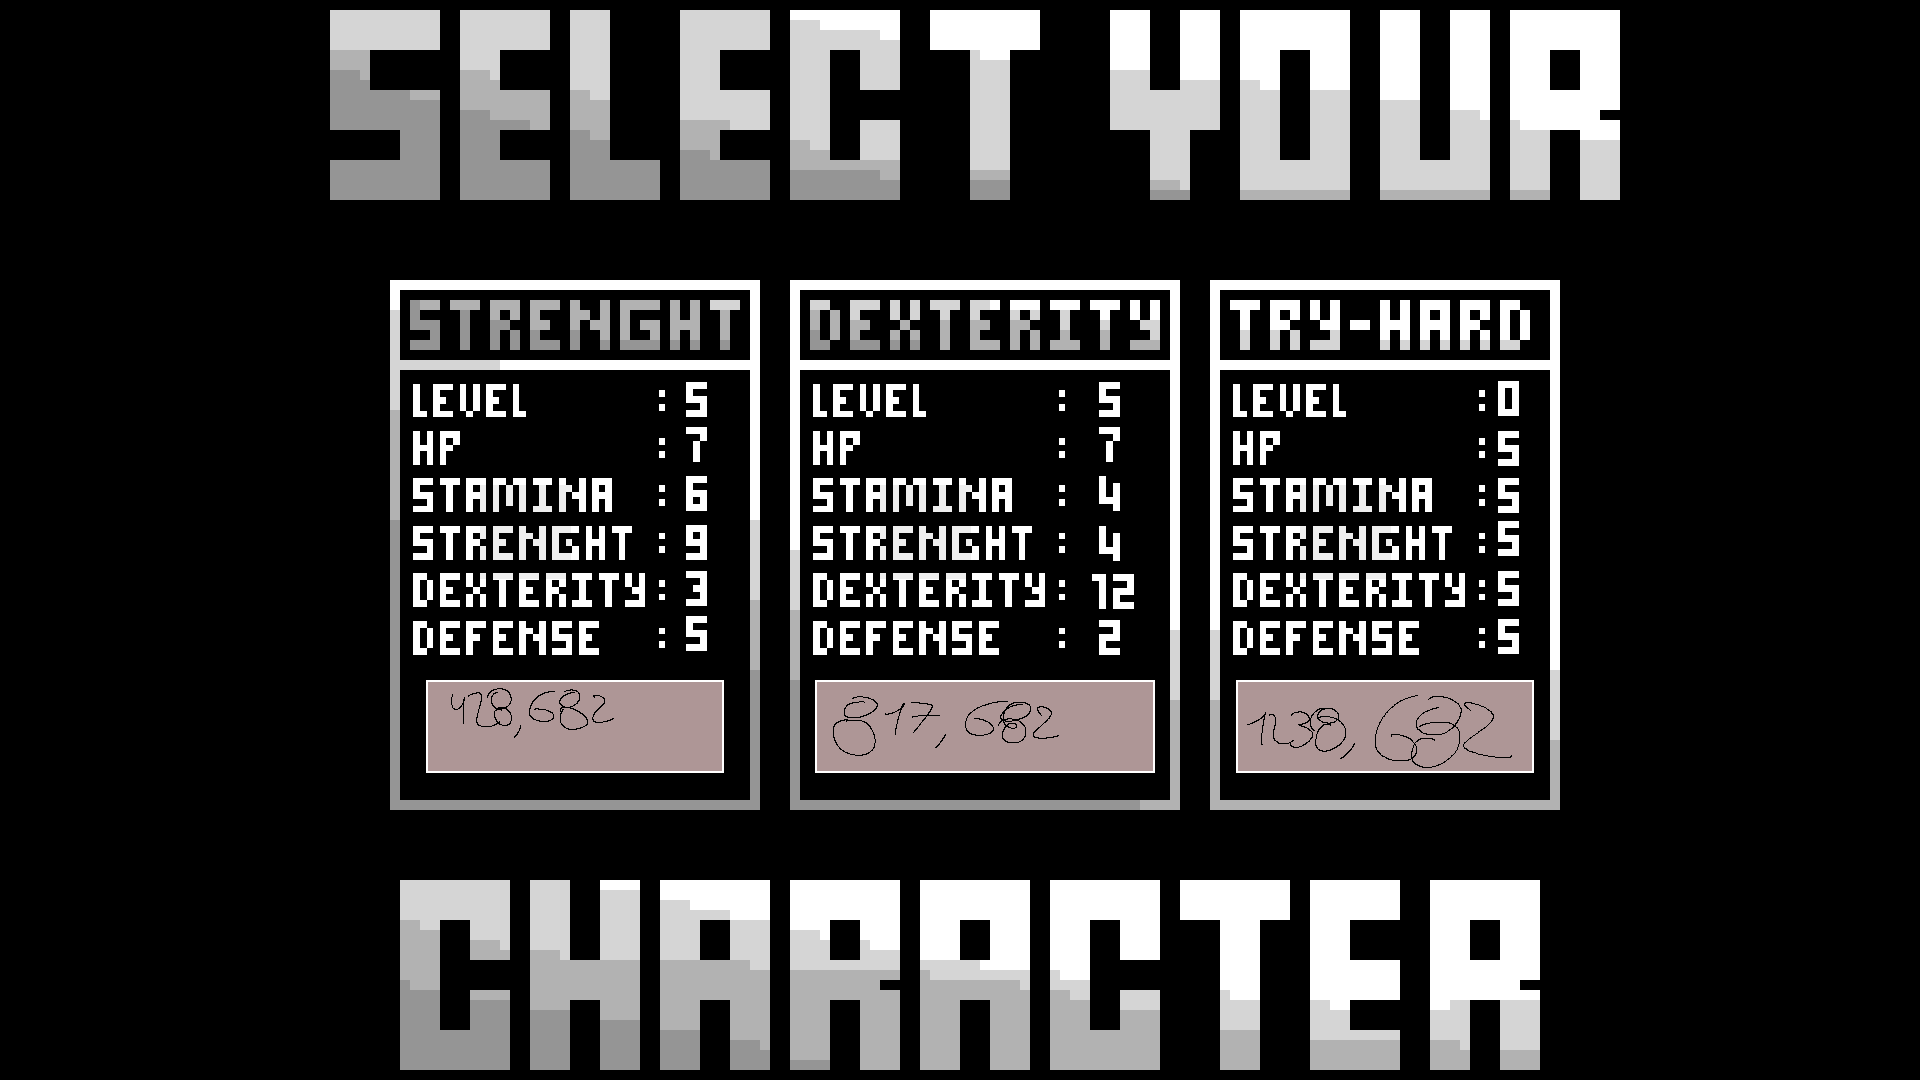 SELECT YOUR
STRENGHT
LEVEL : 5
HP : 7
STAMINA : 6
STRENGHT : 9
DEXTERITY : 3
DEFENSE : 5
428,682
DEXTERITY
LEVEL : 5
HP : 7
STAMINA : 4
STRENGHT : 4
DEXTERITY : 12
DEFENSE : 2
817,682
TRY-HARD
LEVEL : 0
HP : 5
STAMINA : 5
STRENGHT : 5
DEXTERITY : 5
DEFENSE : 5
1238,682
CHARACTER